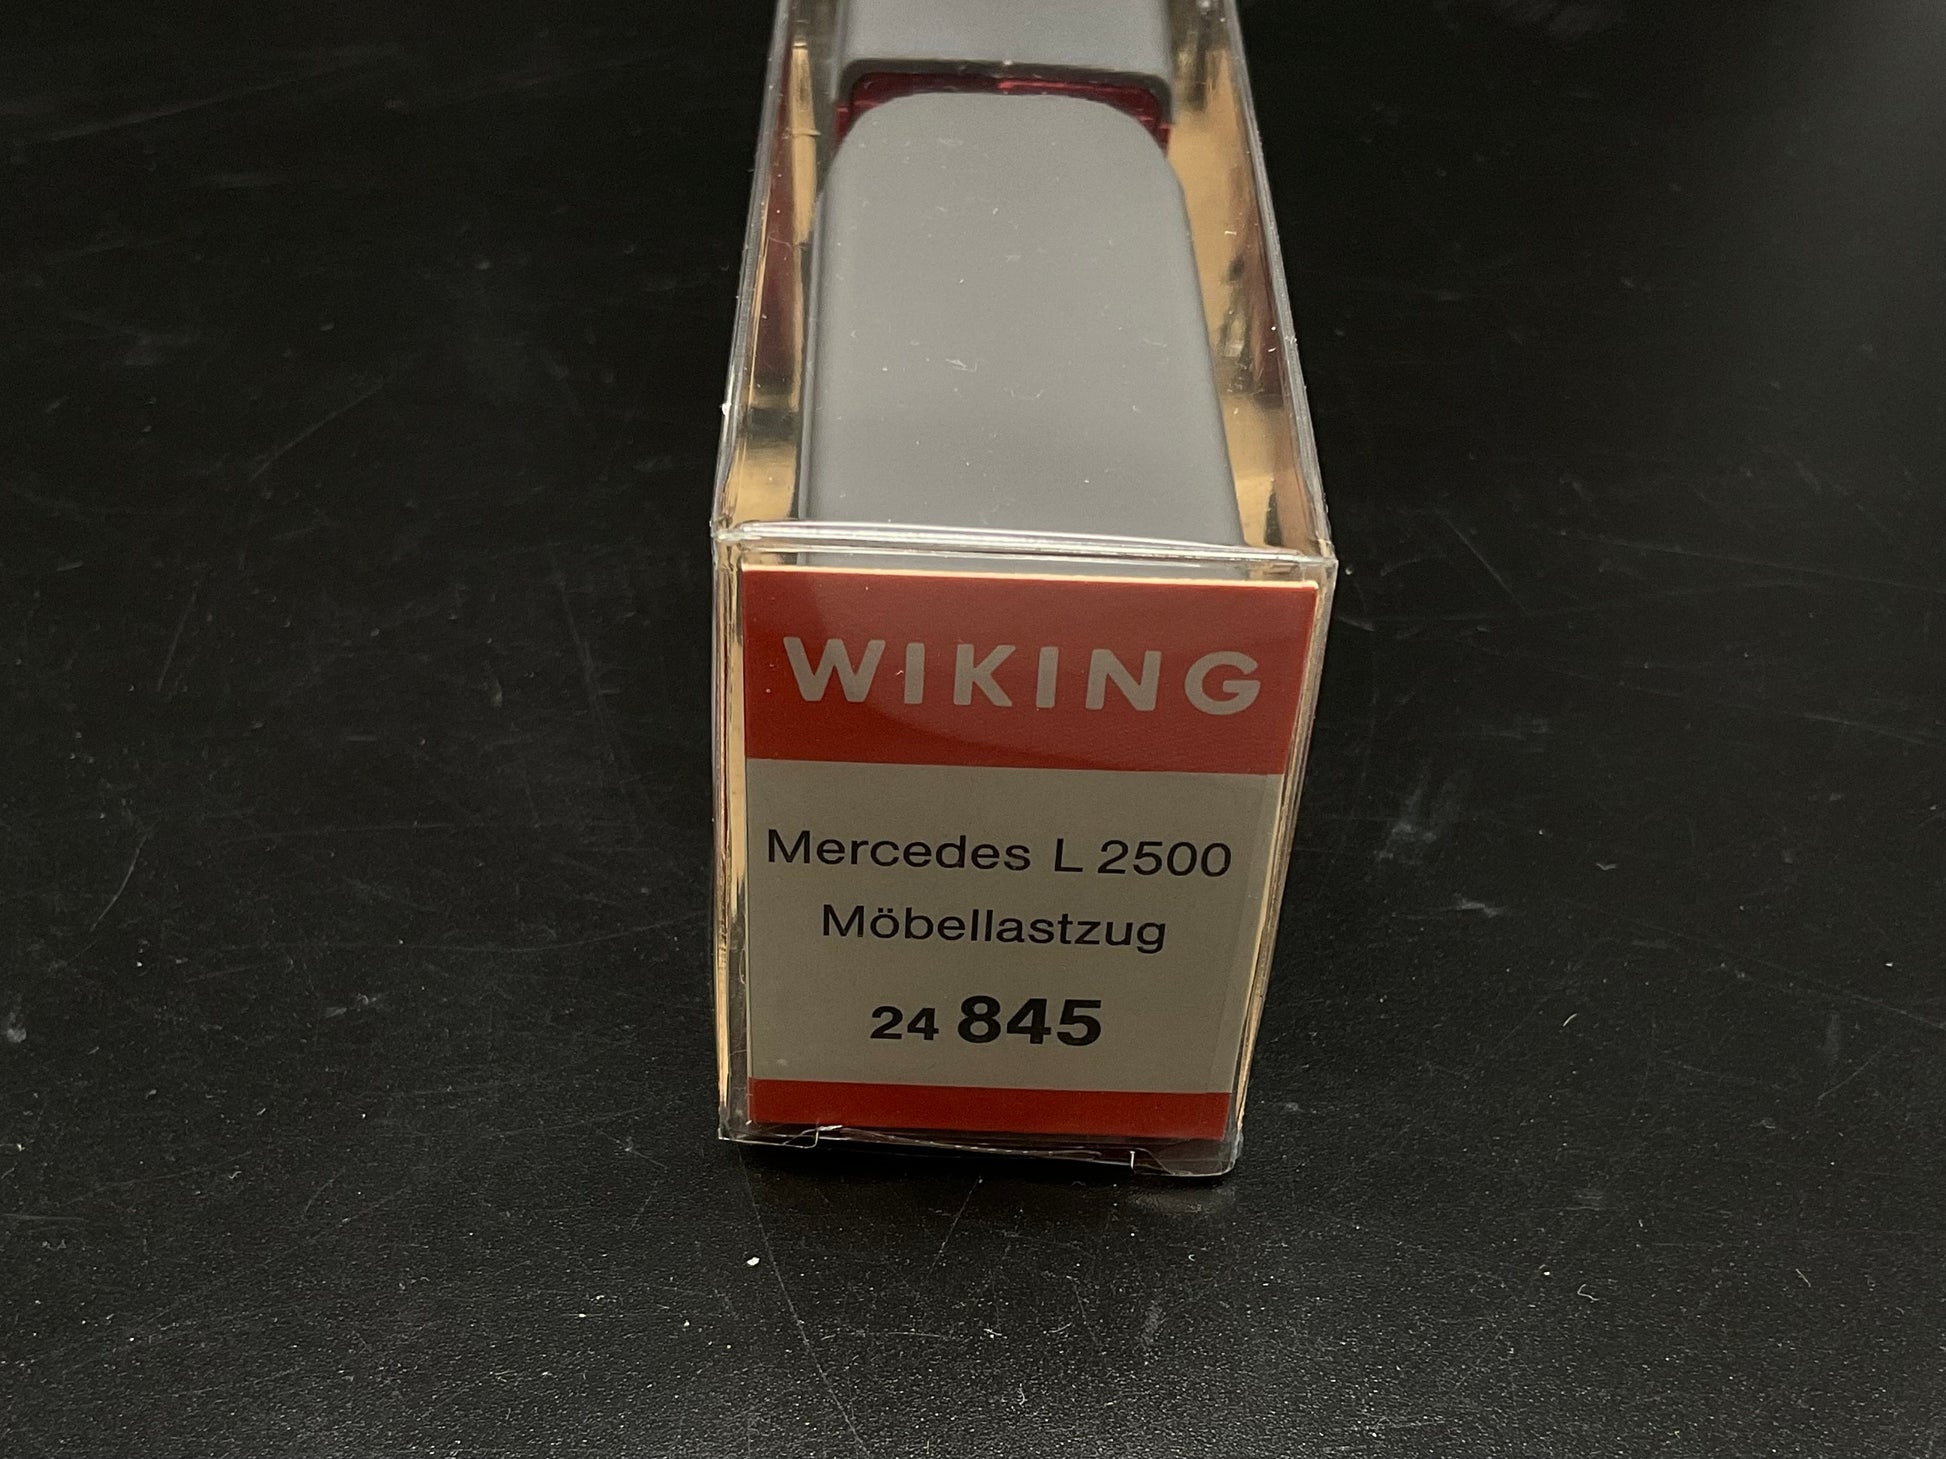 WIKING
Mercedes L 2500
Möbellastzug
24 845